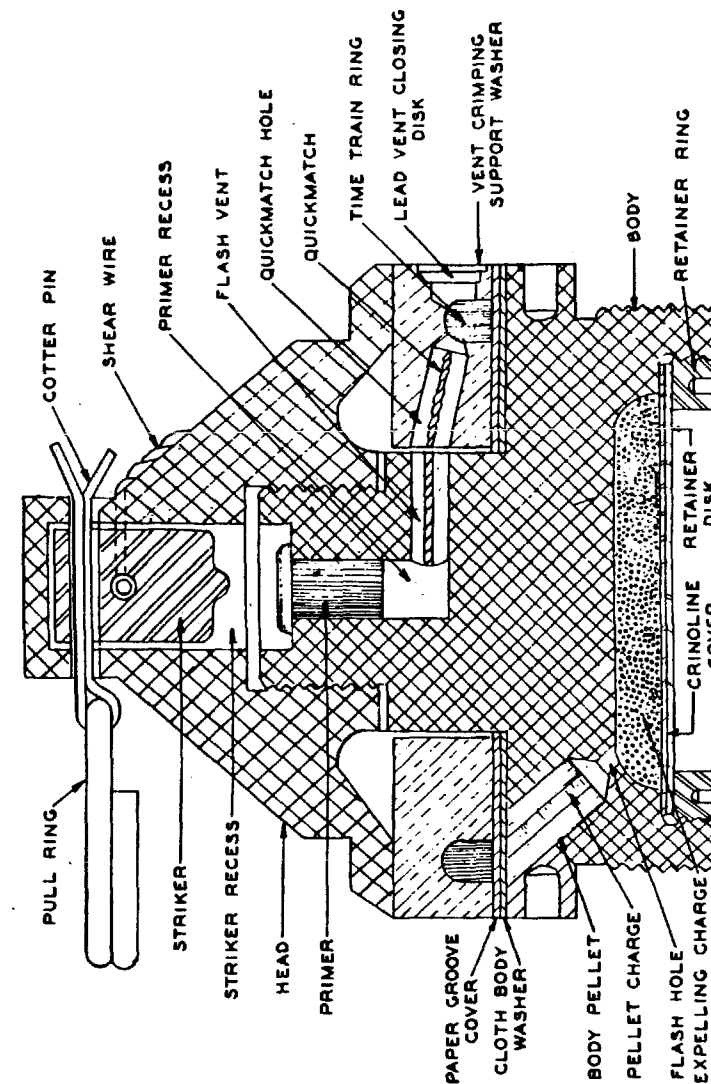 PULL RING
STRIKER
STRIKER RECESS
HEAD
PRIMER
PAPER GROOVE
COVER
CLOTH BODY
WASHER
BODY PELLET
PELLET CHARGE
FLASH HOLE
EXPELLING CHARGE
COTTER PIN
SHEAR WIRE
PRIMER RECESS
FLASH VENT
QUICKMATCH HOLE
QUICKMATCH
TIME TRAIN RING
LEAD VENT CLOSING
DISK
VENT CRIMPING
SUPPORT WASHER
BODY
RETAINER RING
CRINOLINE
COVER
RETAINER
DISK